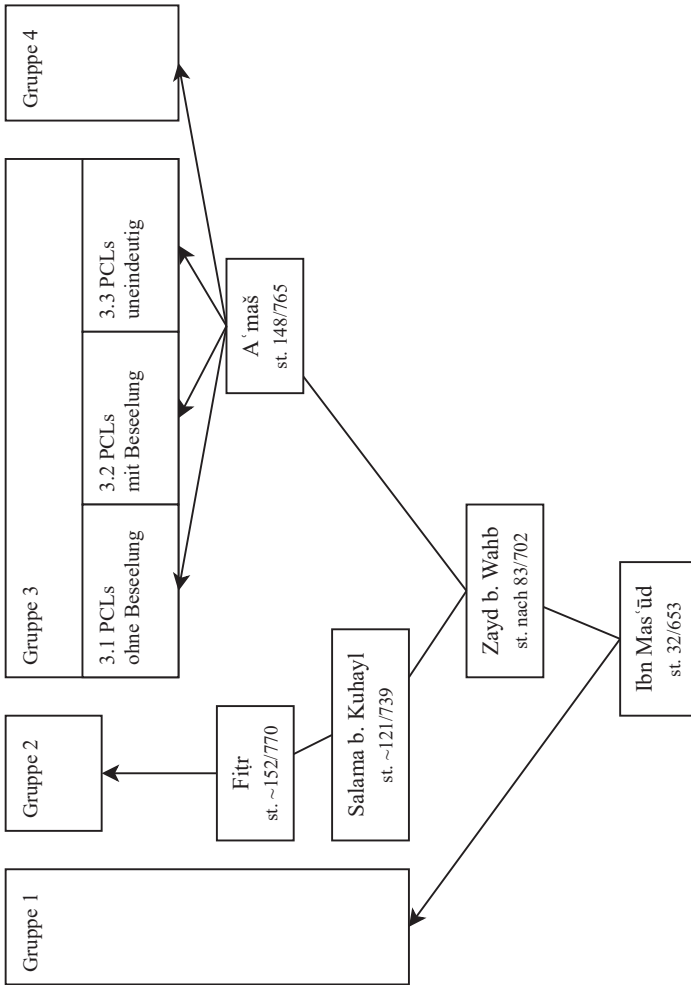 Gruppe 1
Gruppe 2
Gruppe 3
Gruppe 4
3.1 PCLs
ohne Beseelung
3.2 PCLs
mit Beseelung
3.3 PCLs
uneindeutig
Fiṭr
st. ~152/770
Aʿmaš
st. 148/765
Salama b. Kuhayl
st. ~121/739
Zayd b. Wahb
st. nach 83/702
Ibn Masʿūd
st. 32/653